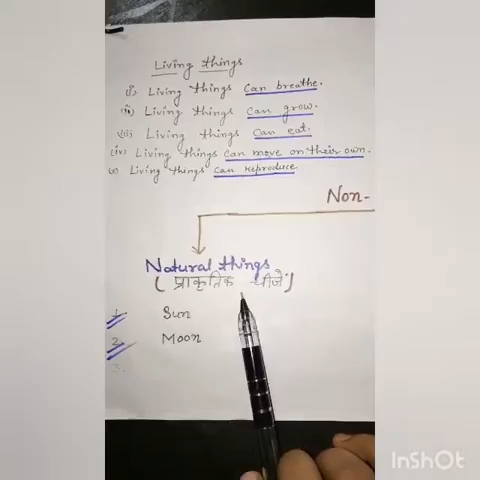 Living things
(i) Living things can breathe.
(ii) Living things can grow.
(iii) Living things can eat.
(iv) Living things can move on their own.
(v) Living things can reproduce
Non-
Natural things
(प्राकृतिक चीजें)
1. Sun
2. Moon
3.
InShOt